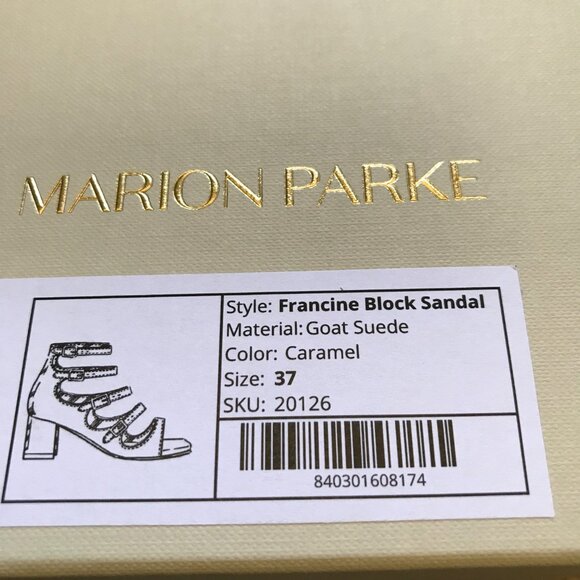 MARION PARKE
Style: Francine Block Sandal
Material: Goat Suede
Color: Caramel
Size: 37
SKU: 20126
840301608174